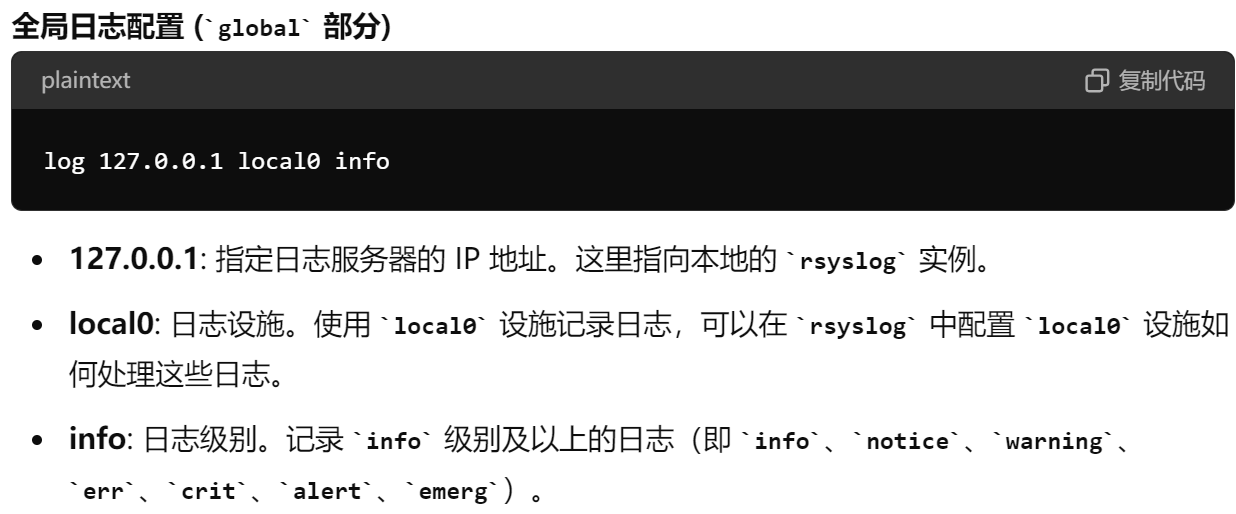 全局日志配置 (`global` 部分)
plaintext 复制代码
log 127.0.0.1 local0 info
• 127.0.0.1: 指定日志服务器的 IP 地址。这里指向本地的 `rsyslog` 实例。
• local0: 日志设施。使用 `local0` 设施记录日志，可以在 `rsyslog` 中配置 `local0` 设施如
何处理这些日志。
• info: 日志级别。记录 `info` 级别及以上的日志（即 `info`、`notice`、`warning`、
`err`、`crit`、`alert`、`emerg`）。